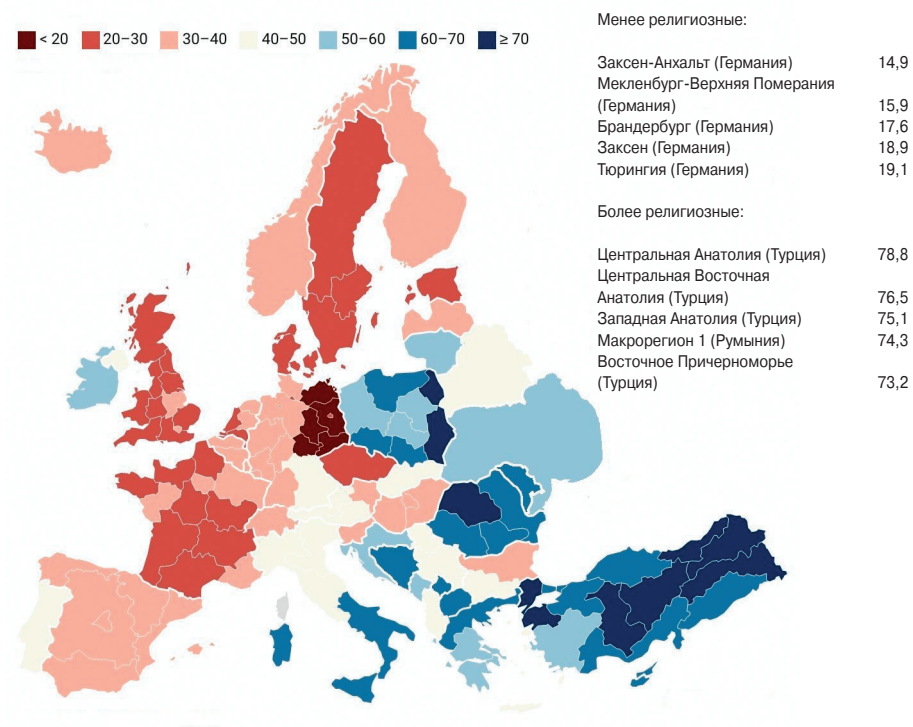 < 20 20–30 30–40 40–50 50–60 60–70 ≥ 70
Менее религиозные:
Заксен-Анхальт (Германия) 14,9
Мекленбург-Верхняя Померания
(Германия) 15,9
Брандербург (Германия) 17,6
Заксен (Германия) 18,9
Тюрингия (Германия) 19,1
Более религиозные:
Центральная Анатолия (Турция) 78,8
Центральная Восточная
Анатолия (Турция) 76,5
Западная Анатолия (Турция) 75,1
Макрорегион 1 (Румыния) 74,3
Восточное Причерноморье
(Турция) 73,2